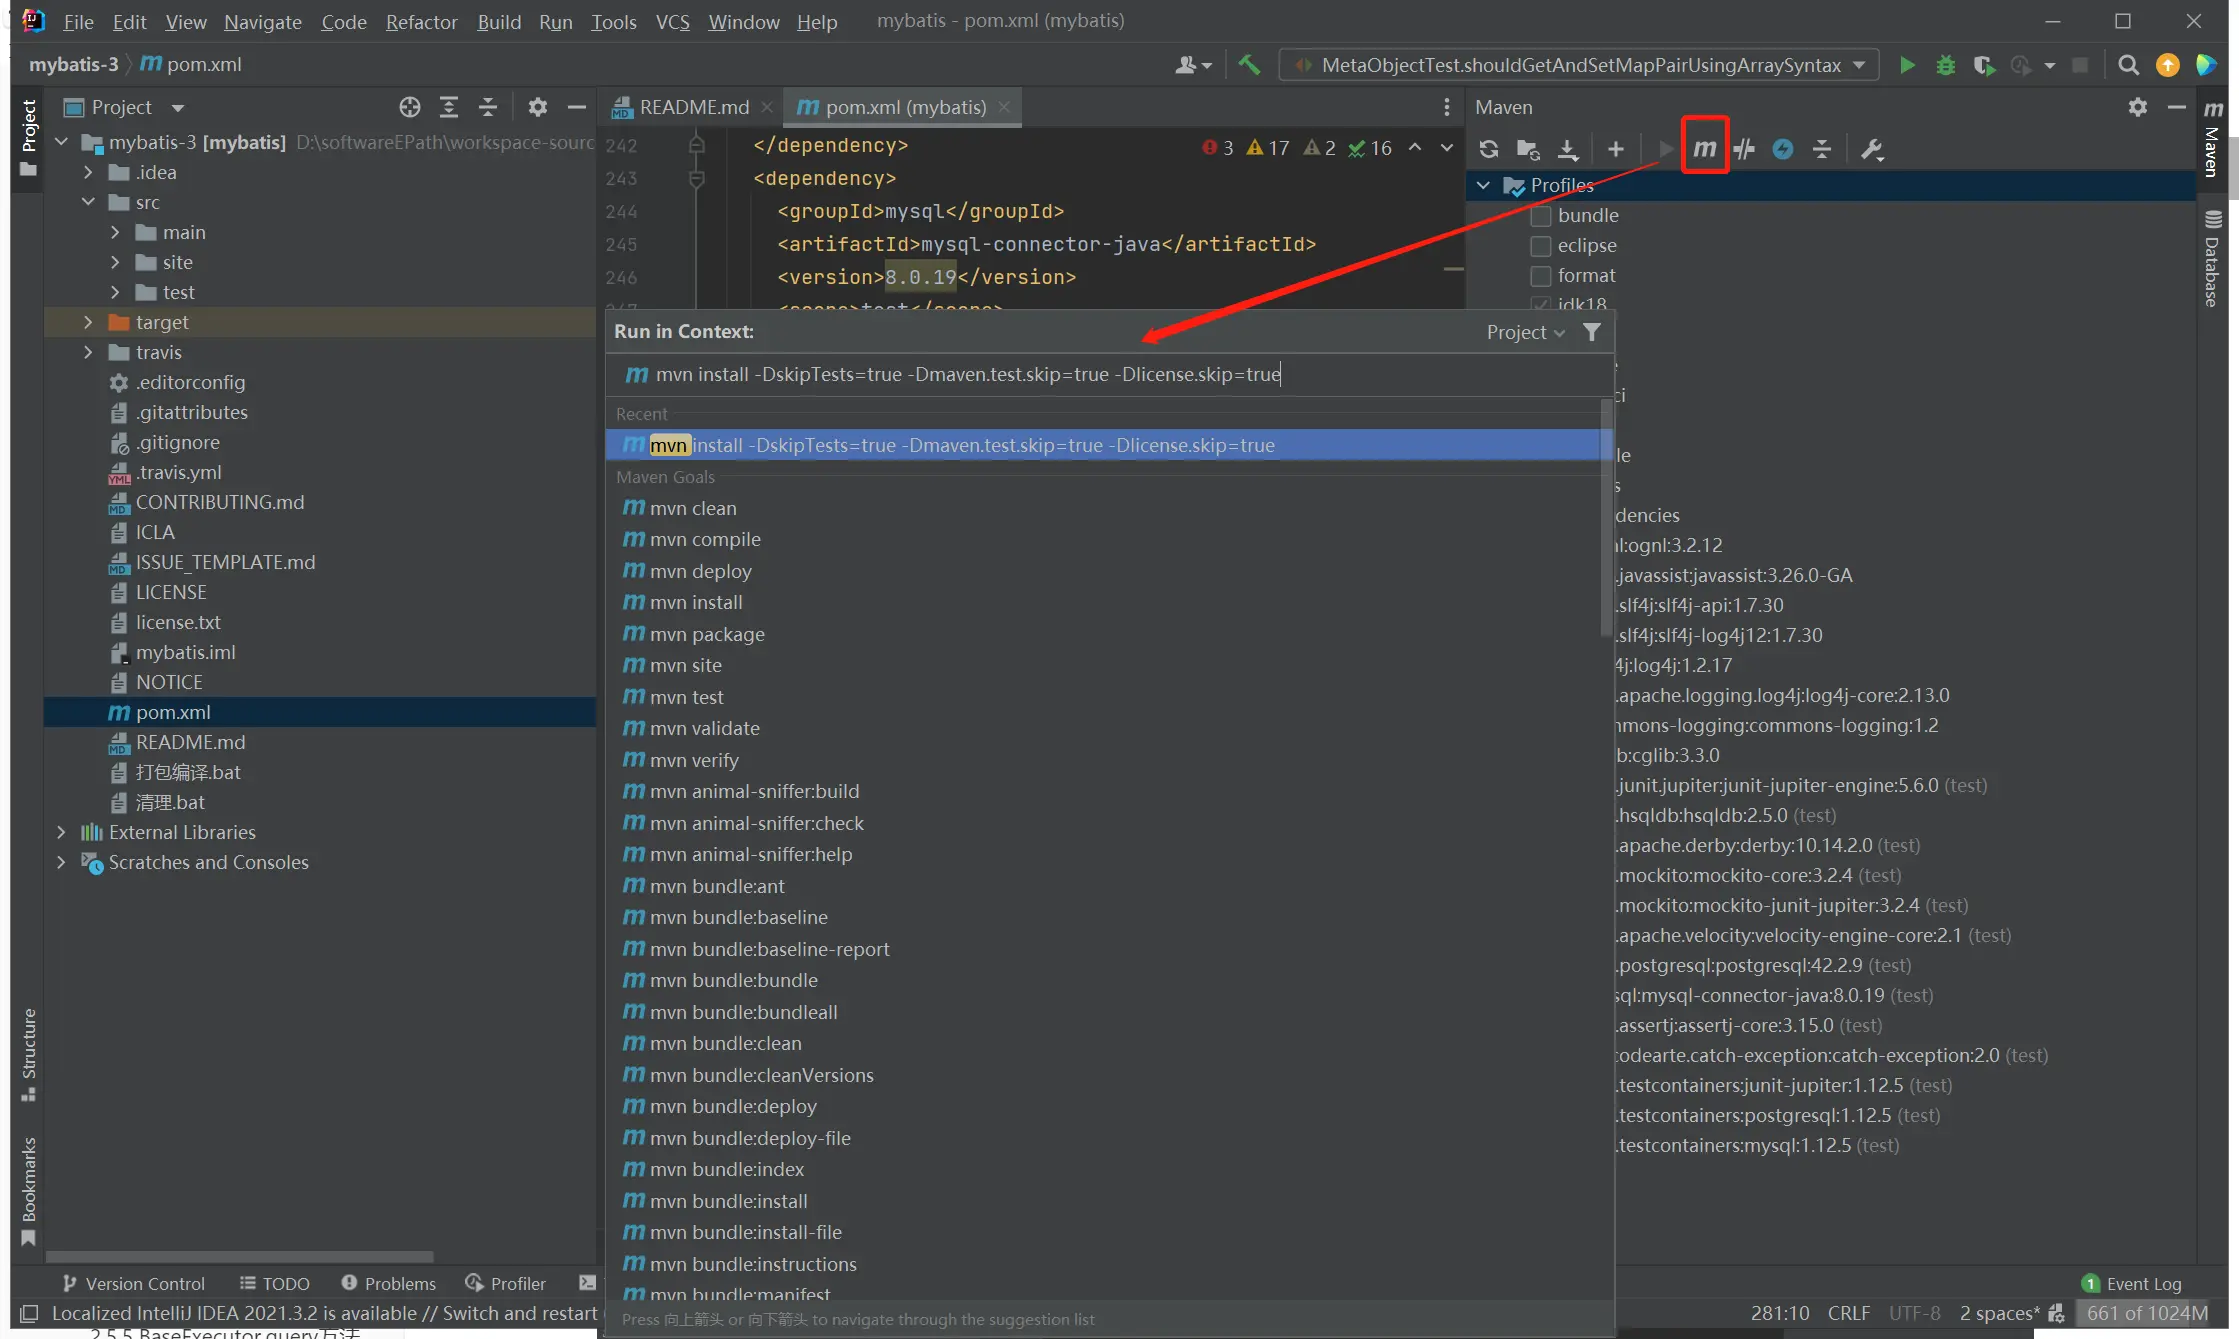 File Edit View Navigate Code Refactor Build Run Tools VCS Window Help mybatis - pom.xml (mybatis)
mybatis-3 pom.xml
MetaObjectTest.shouldGetAndSetMapPairUsingArraySyntax
Project
README.md
pom.xml (mybatis)
Maven
Project
mybatis-3 [mybatis] D:\softwareEPath\workspace-sourc
.idea
src
main
site
test
target
travis
.editorconfig
.gitattributes
.gitignore
.travis.yml
CONTRIBUTING.md
ICLA
ISSUE_TEMPLATE.md
LICENSE
license.txt
mybatis.iml
NOTICE
pom.xml
README.md
打包编译.bat
清理.bat
External Libraries
Scratches and Consoles
Structure
Bookmarks
242 </dependency>
3 17 2 16
243 <dependency>
244 <groupId>mysql</groupId>
245 <artifactId>mysql-connector-java</artifactId>
246 <version>8.0.19</version>
Run in Context:
Project
mvn install -DskipTests=true -Dmaven.test.skip=true -Dlicense.skip=true
Recent
mvn install -DskipTests=true -Dmaven.test.skip=true -Dlicense.skip=true
Maven Goals
mvn clean
mvn compile
mvn deploy
mvn install
mvn package
mvn site
mvn test
mvn validate
mvn verify
mvn animal-sniffer:build
mvn animal-sniffer:check
mvn animal-sniffer:help
mvn bundle:ant
mvn bundle:baseline
mvn bundle:baseline-report
mvn bundle:bundle
mvn bundle:bundleall
mvn bundle:clean
mvn bundle:cleanVersions
mvn bundle:deploy
mvn bundle:deploy-file
mvn bundle:index
mvn bundle:install
mvn bundle:install-file
mvn bundle:instructions
mvn bundle:manifest
Press 向上箭头 or 向下箭头 to navigate through the suggestion list
Profiles
bundle
eclipse
format
jdk18
ci
le
s
dencies
l:ognl:3.2.12
.javassist:javassist:3.26.0-GA
.slf4j:slf4j-api:1.7.30
.slf4j:slf4j-log4j12:1.7.30
4j:log4j:1.2.17
.apache.logging.log4j:log4j-core:2.13.0
mmons-logging:commons-logging:1.2
b:cglib:3.3.0
.junit.jupiter:junit-jupiter-engine:5.6.0 (test)
.hsqldb:hsqldb:2.5.0 (test)
.apache.derby:derby:10.14.2.0 (test)
.mockito:mockito-core:3.2.4 (test)
.mockito:mockito-junit-jupiter:3.2.4 (test)
.apache.velocity:velocity-engine-core:2.1 (test)
.postgresql:postgresql:42.2.9 (test)
sql:mysql-connector-java:8.0.19 (test)
.assertj:assertj-core:3.15.0 (test)
codearte.catch-exception:catch-exception:2.0 (test)
.testcontainers:junit-jupiter:1.12.5 (test)
.testcontainers:postgresql:1.12.5 (test)
.testcontainers:mysql:1.12.5 (test)
Maven
Database
Version Control TODO Problems Profiler
1 Event Log
Localized IntelliJ IDEA 2021.3.2 is available // Switch and restart
281:10 CRLF UTF-8 2 spaces* 661 of 1024M
2.5.5 BaseExecutor.query方法